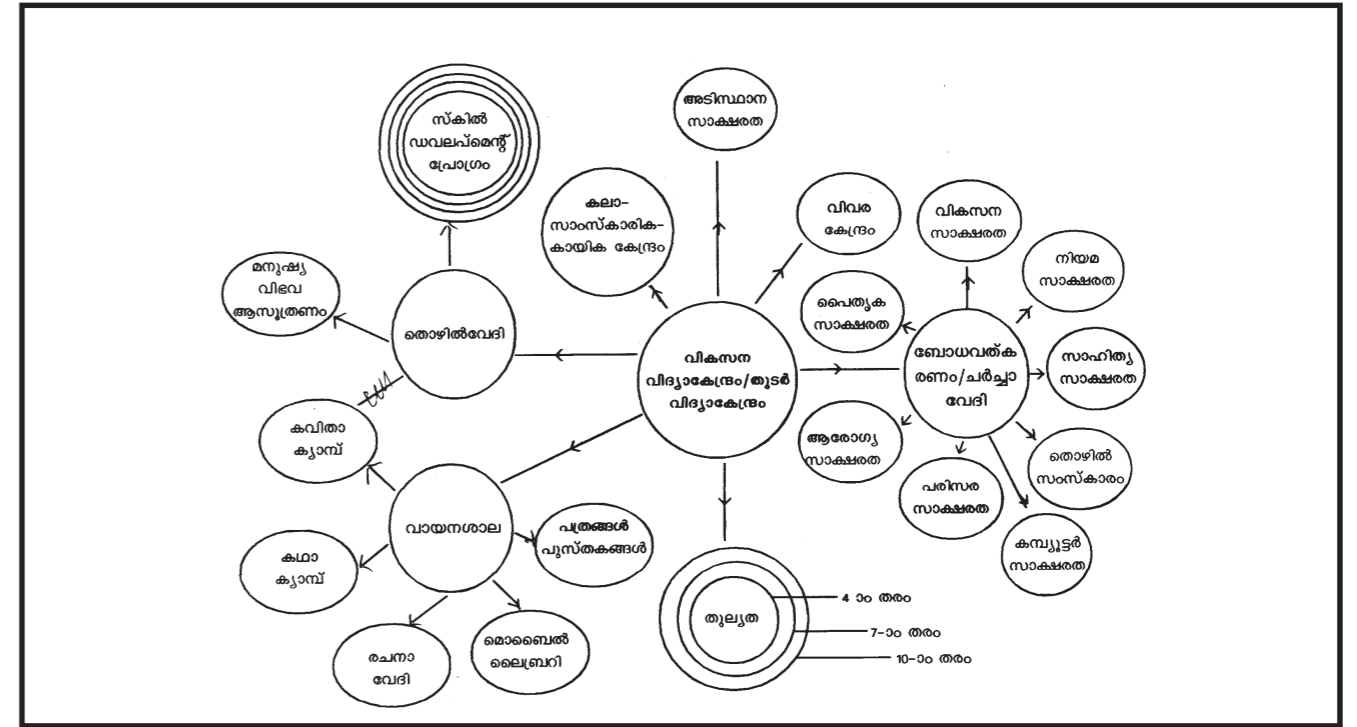 അടിസ്ഥാന
സാക്ഷരത
സ്കിൽ
ഡവലപ്മെന്റ്
പ്രോഗ്രം
കലാ-
സാംസ്കാരിക-
കായിക കേന്ദ്രം
വിവര
കേന്ദ്രം
വികസന
സാക്ഷരത
നിയമ
സാക്ഷരത
മനുഷ്യ
വിഭവ
ആസൂത്രണം
തൊഴിൽവേദി
പൈതൃക
സാക്ഷരത
വികസന
വിദ്യാകേന്ദ്രം/തുടർ
വിദ്യാകേന്ദ്രം
ബോധവത്ക
രണം/ചർച്ചാ
വേദി
സാഹിത്യ
സാക്ഷരത
കവിതാ
ക്യാമ്പ്
ആരോഗ്യ
സാക്ഷരത
തൊഴിൽ
സംസ്കാരം
പരിസര
സാക്ഷരത
വായനശാല
പത്രങ്ങൾ
പുസ്തകങ്ങൾ
കമ്പ്യൂട്ടർ
സാക്ഷരത
കഥാ
ക്യാമ്പ്
രചനാ
വേദി
മൊബൈൽ
ലൈബ്രറി
തുല്യത
4 ാം തരം
7-ാം തരം
10-ാം തരം